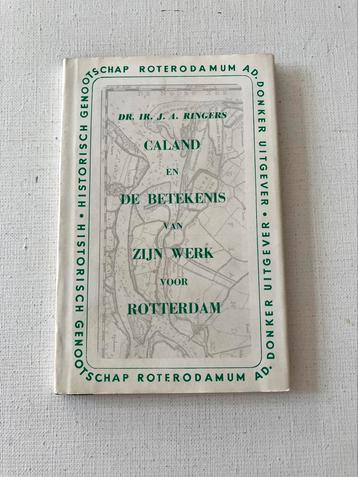 HISTORISCH GENOOTSCHAP ROTERODAMUM AD. DONKER UITGEVER •
DR. IR. J. A. RINGERS
CALAND
EN
DE BETEKENIS
VAN
ZIJN WERK
VOOR
ROTTERDAM
HISTORISCH GENOOTSCHAP ROTERODAMUM AD. DONKER UITGEVER •